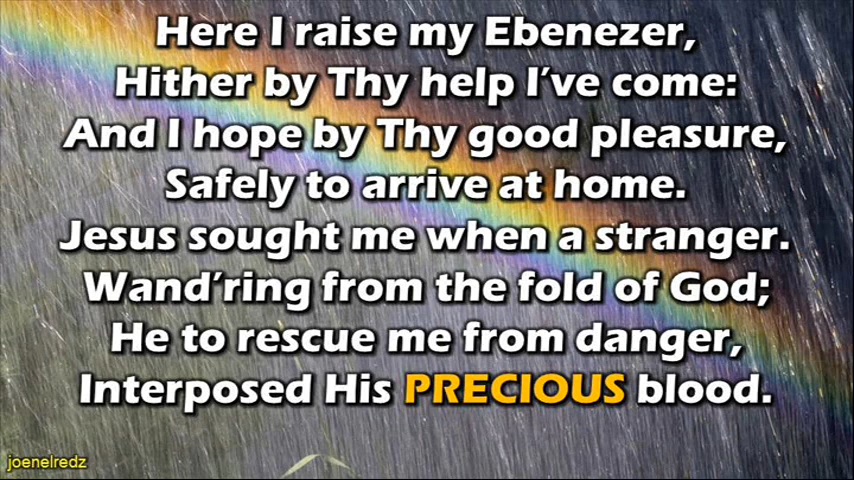 Here I raise my Ebenezer,
Hither by Thy help I've come:
And I hope by Thy good pleasure,
Safely to arrive at home.
Jesus sought me when a stranger.
Wand'ring from the fold of God;
He to rescue me from danger,
Interposed His PRECIOUS blood.
joenelredz